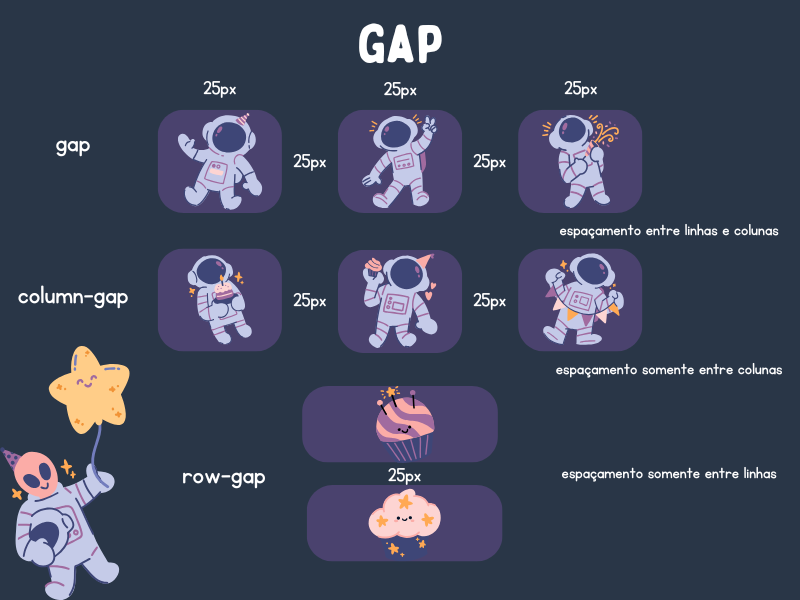 GAP
25px
25px
25px
gap
25px
25px
espaçamento entre linhas e colunas
column-gap
25px
25px
espaçamento somente entre colunas
row-gap
25px
espaçamento somente entre linhas